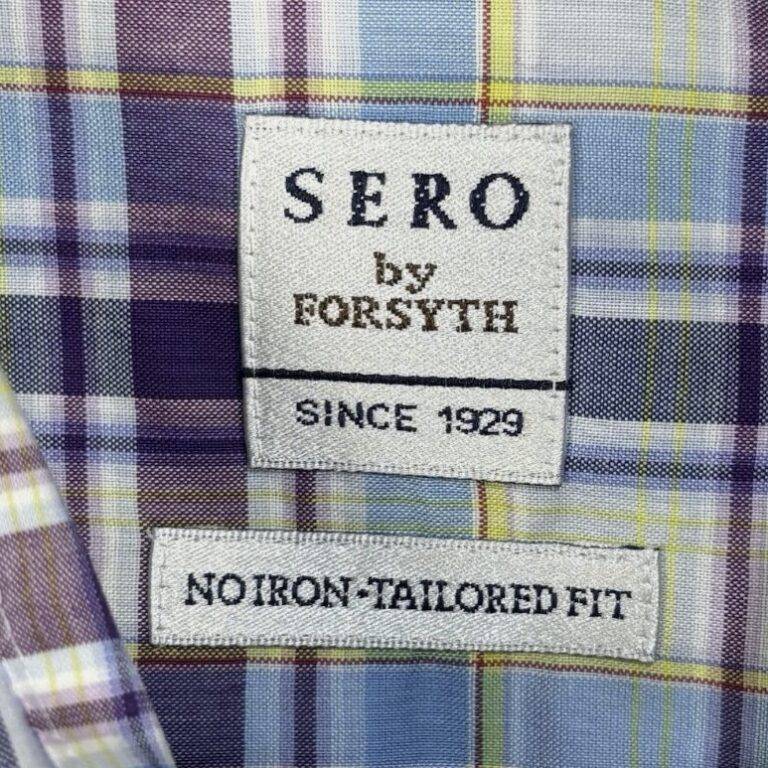 SERO
by
FORSYTH
SINCE 1929
NO IRON-TAILORED FIT